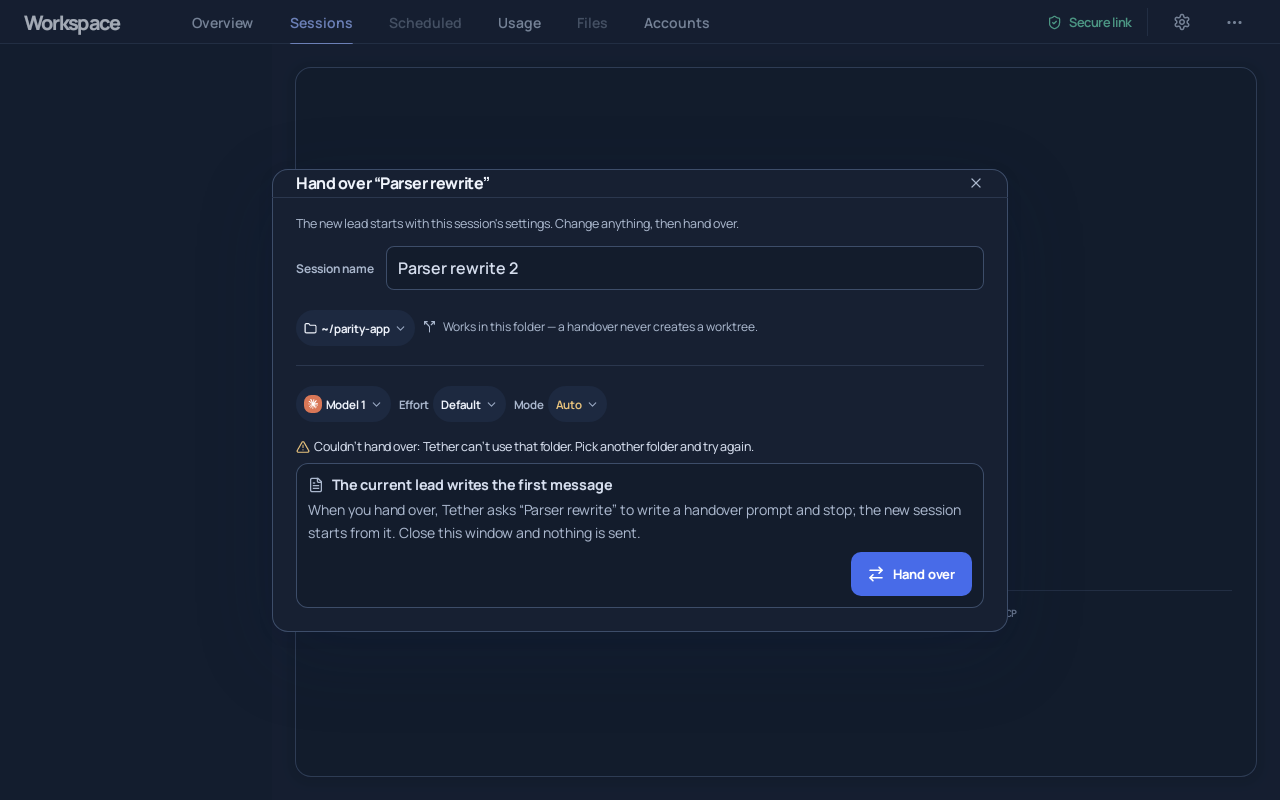 Workspace
Overview
Sessions
Scheduled
Usage
Files
Accounts
Secure link
Hand over “Parser rewrite”
The new lead starts with this session's settings. Change anything, then hand over.
Session name
Parser rewrite 2
~/parity-app
Works in this folder — a handover never creates a worktree.
Model 1
Effort
Default
Mode
Auto
Couldn't hand over: Tether can't use that folder. Pick another folder and try again.
The current lead writes the first message
When you hand over, Tether asks “Parser rewrite” to write a handover prompt and stop; the new session
starts from it. Close this window and nothing is sent.
Hand over